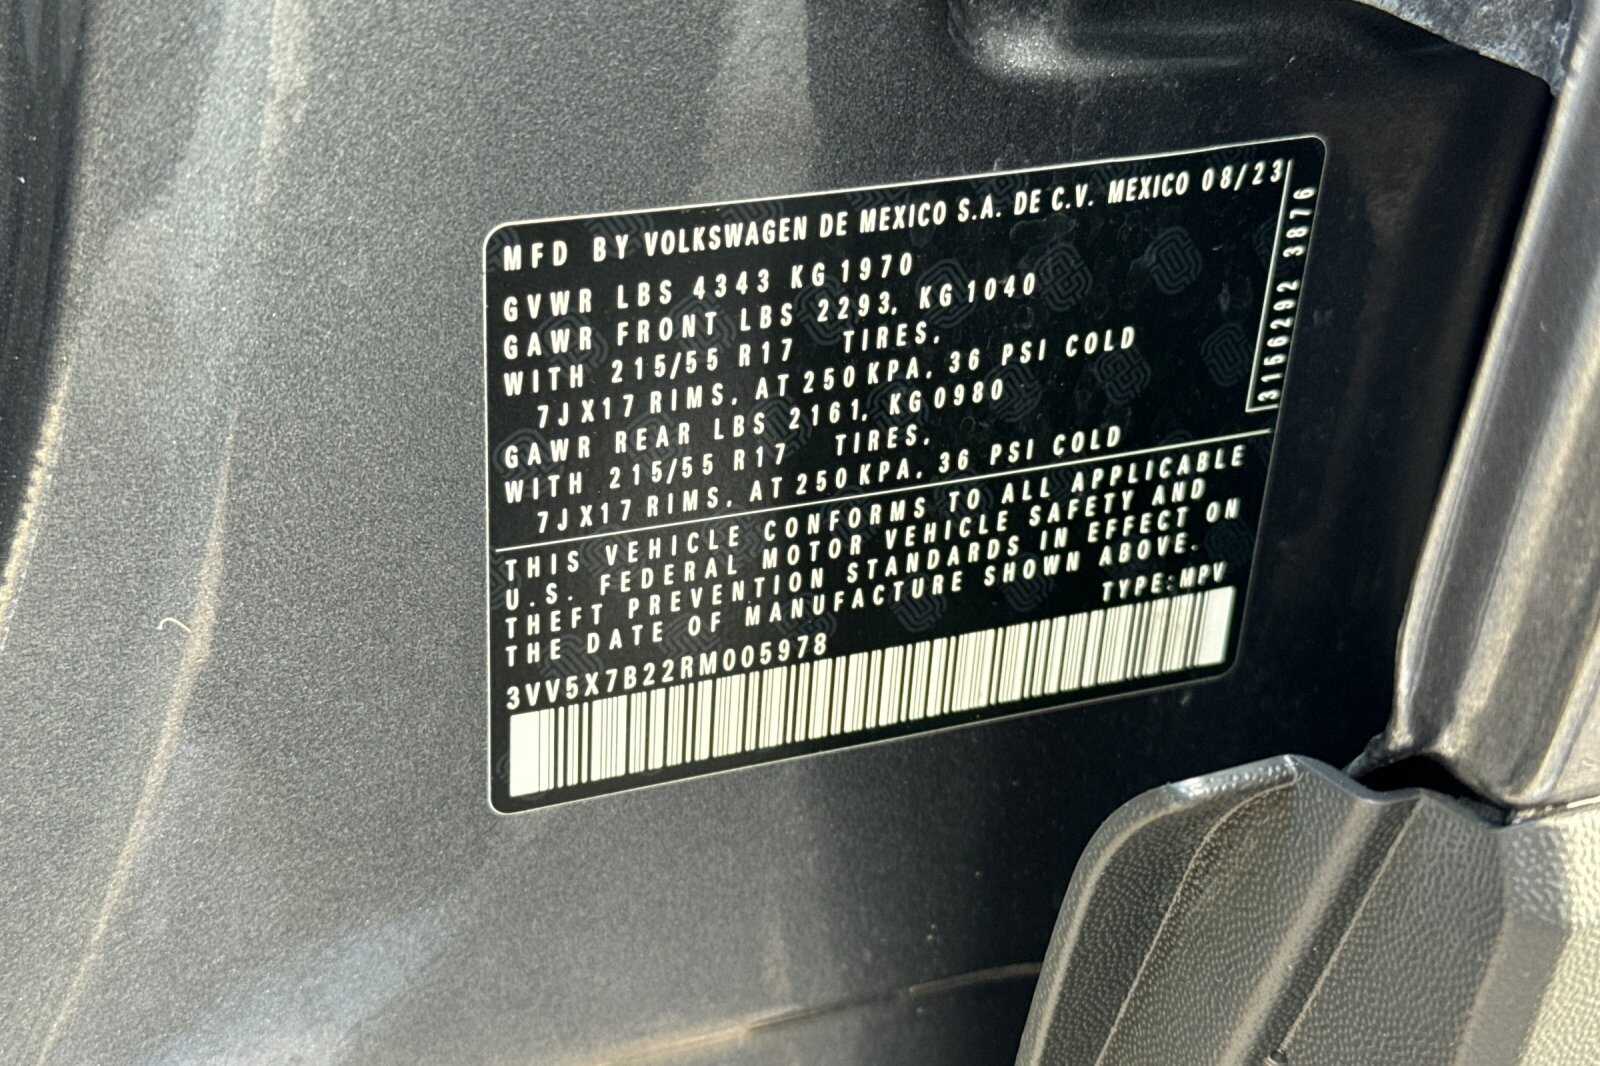 MFD BY VOLKSWAGEN DE MEXICO S.A. DE C.V. MEXICO 08/23
GVWR LBS 4343 KG 1970
GAWR FRONT LBS 2293, KG 1040
WITH 215/55 R17 TIRES,
7JX17 RIMS, AT 250 KPA, 36 PSI COLD
GAWR REAR LBS 2161, KG 0980
WITH 215/55 R17 TIRES,
7JX17 RIMS, AT 250 KPA, 36 PSI COLD
3156292 3876
THIS VEHICLE CONFORMS TO ALL APPLICABLE
U.S. FEDERAL MOTOR VEHICLE SAFETY AND
THEFT PREVENTION STANDARDS IN EFFECT ON
THE DATE OF MANUFACTURE SHOWN ABOVE.
TYPE:MPV
3VV5X7B22RM005978